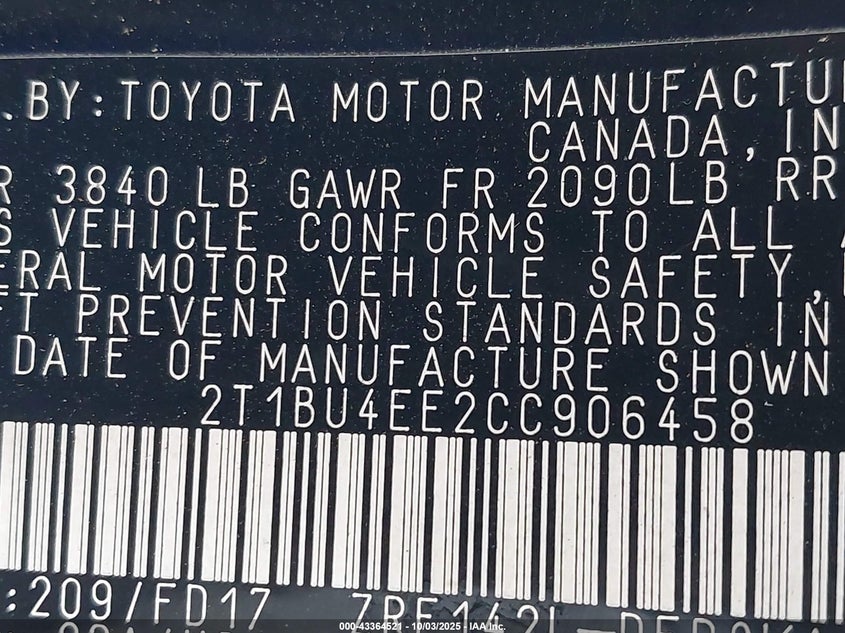 .BY:TOYOTA MOTOR MANUFACTU
CANADA, IN
R 3840 LB GAWR FR 2090LB RR
S VEHICLE CONFORMS TO ALL A
ERAL MOTOR VEHICLE SAFETY,
FT PREVENTION STANDARDS IN
DATE OF MANUFACTURE SHOWN
2T1BU4EE2CC906458
:209/FD17
000-43364521 - 10/03/2025 - IAA Inc.